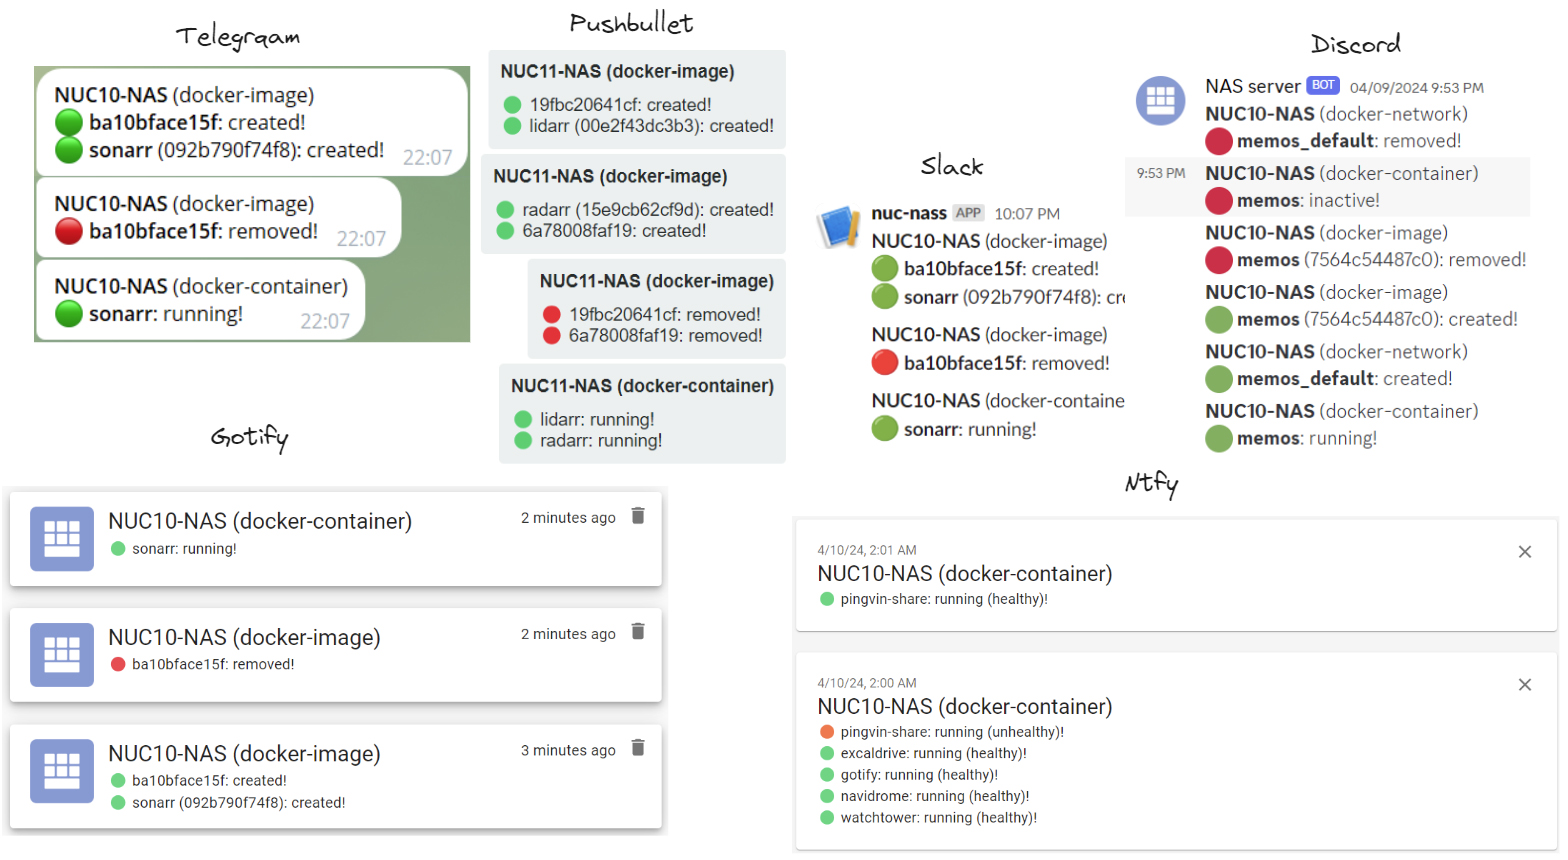 Telegram
NUC10-NAS (docker-image)
ba10bface15f: created!
sonarr (092b790f74f8): created!
22:07
NUC10-NAS (docker-image)
ba10bface15f: removed!
22:07
NUC10-NAS (docker-container)
sonarr: running!
22:07
Pushbullet
NUC11-NAS (docker-image)
19fbc20641cf: created!
lidarr (00e2f43dc3b3): created!
NUC11-NAS (docker-image)
radarr (15e9cb62cf9d): created!
6a78008faf19: created!
NUC11-NAS (docker-image)
19fbc20641cf: removed!
6a78008faf19: removed!
NUC11-NAS (docker-container)
lidarr: running!
radarr: running!
Slack
nuc-nass APP 10:07 PM
NUC10-NAS (docker-image)
ba10bface15f: created!
sonarr (092b790f74f8): cr
NUC10-NAS (docker-image)
ba10bface15f: removed!
NUC10-NAS (docker-containe
sonarr: running!
Discord
NAS server BOT 04/09/2024 9:53 PM
NUC10-NAS (docker-network)
memos_default: removed!
9:53 PM NUC10-NAS (docker-container)
memos: inactive!
NUC10-NAS (docker-image)
memos (7564c54487c0): removed!
NUC10-NAS (docker-image)
memos (7564c54487c0): created!
NUC10-NAS (docker-network)
memos_default: created!
NUC10-NAS (docker-container)
memos: running!
Gotify
NUC10-NAS (docker-container)
2 minutes ago
sonarr: running!
NUC10-NAS (docker-image)
2 minutes ago
ba10bface15f: removed!
NUC10-NAS (docker-image)
3 minutes ago
ba10bface15f: created!
sonarr (092b790f74f8): created!
Ntfy
4/10/24, 2:01 AM
NUC10-NAS (docker-container)
pingvin-share: running (healthy)!
4/10/24, 2:00 AM
NUC10-NAS (docker-container)
pingvin-share: running (unhealthy)!
excaldrive: running (healthy)!
gotify: running (healthy)!
navidrome: running (healthy)!
watchtower: running (healthy)!